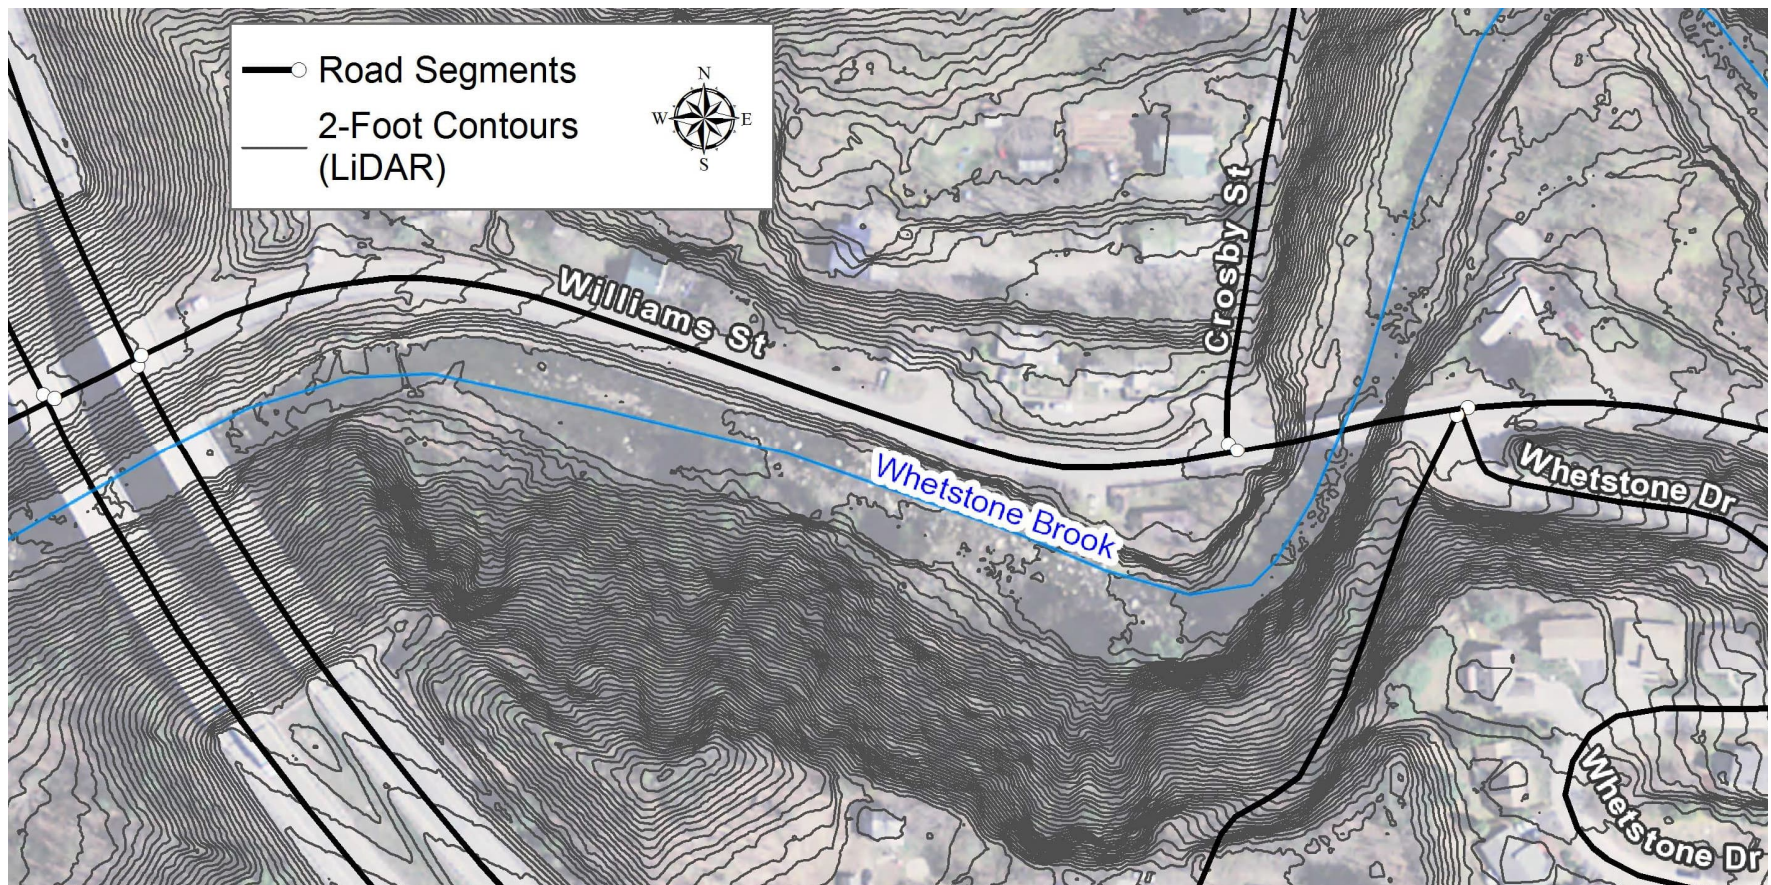 Road Segments
2-Foot Contours
(LiDAR)
N
W E
S
Crosby St
Williams St
Whetstone Brook
Whetstone Dr
Whetstone Dr